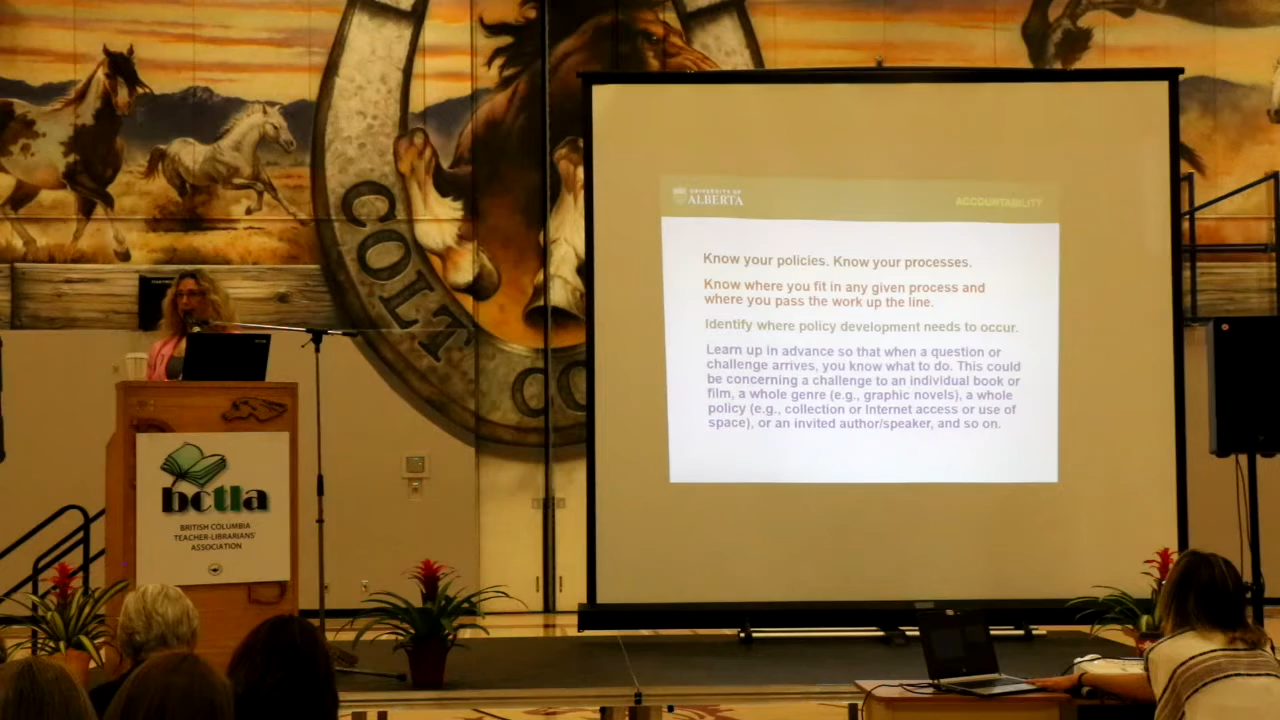 COLT
CO
UNIVERSITY OF
ALBERTA
ACCOUNTABILITY
Know your policies. Know your processes.
Know where you fit in any given process and
where you pass the work up the line.
Identify where policy development needs to occur.
Learn up in advance so that when a question or
challenge arrives, you know what to do. This could
be concerning a challenge to an individual book or
film, a whole genre (e.g., graphic novels), a whole
policy (e.g., collection or Internet access or use of
space), or an invited author/speaker, and so on.
bctla
BRITISH COLUMBIA
TEACHER-LIBRARIANS'
ASSOCIATION